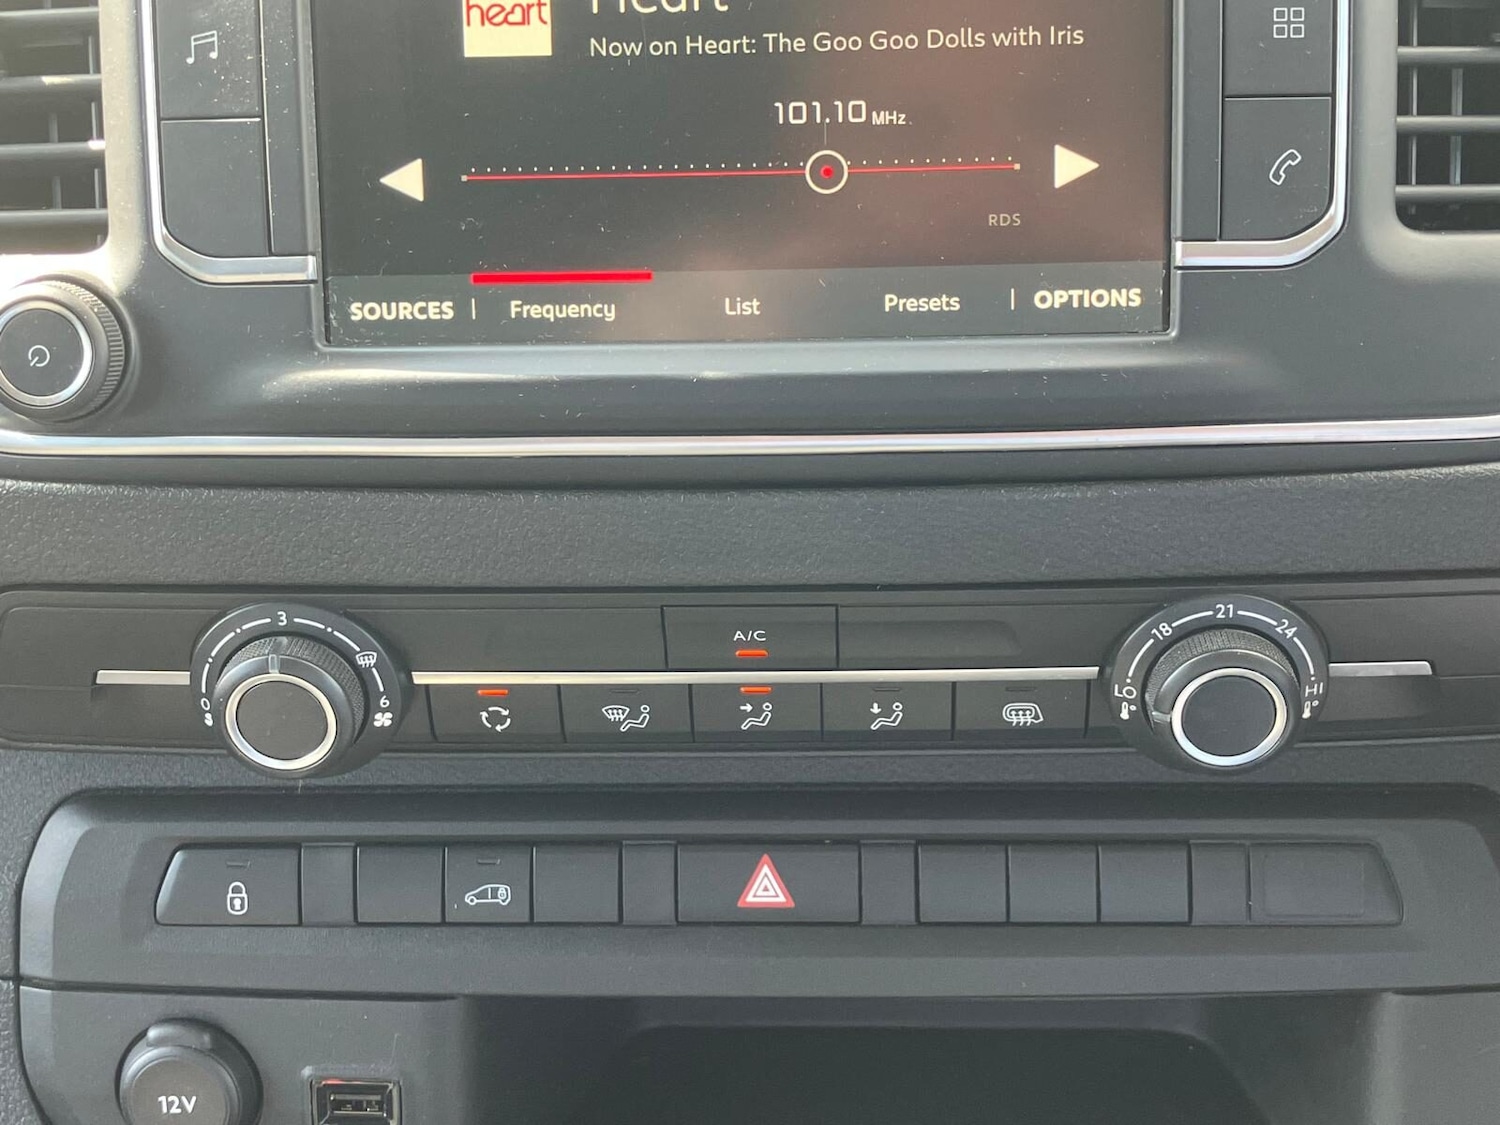 heart
Heart
Now on Heart: The Goo Goo Dolls with Iris
101.10 MHz
RDS
SOURCES | Frequency List Presets | OPTIONS
3
0
6
A/C
18
21
24
LO
HI
12V